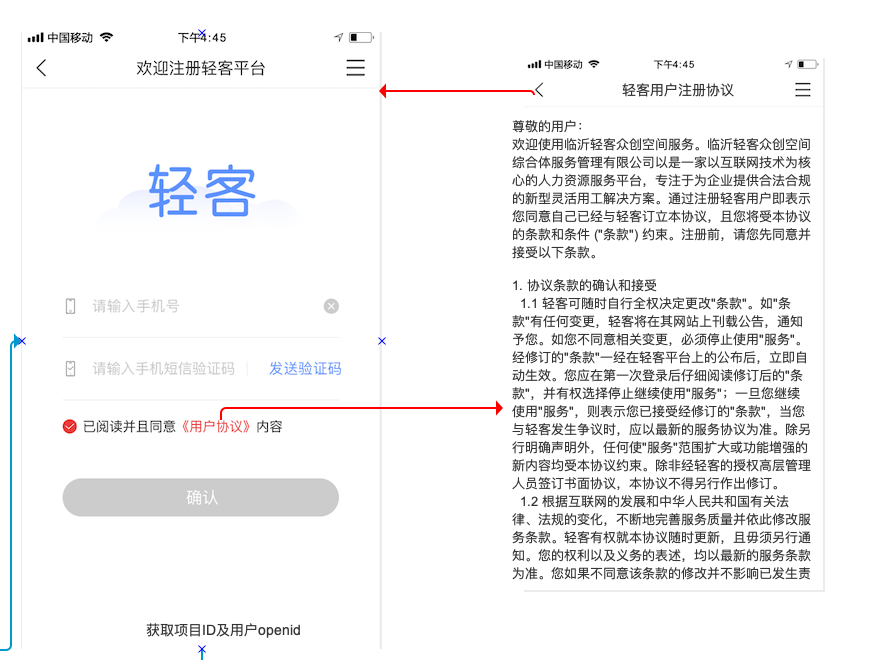 中国移动 下午4:45
欢迎注册轻客平台
轻客
请输入手机号
请输入手机短信验证码 发送验证码
已阅读并且同意《用户协议》内容
确认
获取项目ID及用户openid
中国移动 下午4:45
轻客用户注册协议
尊敬的用户：
欢迎使用临沂轻客众创空间服务。临沂轻客众创空间
综合体服务管理有限公司以是一家以互联网技术为核
心的人力资源服务平台，专注于为企业提供合法合规
的新型灵活用工解决方案。通过注册轻客用户即表示
您同意自己已经与轻客订立本协议，且您将受本协议
的条款和条件 ("条款") 约束。注册前，请您先同意并
接受以下条款。
1. 协议条款的确认和接受
1.1 轻客可随时自行全权决定更改"条款"。如"条
款"有任何变更，轻客将在其网站上刊载公告，通知
予您。如您不同意相关变更，必须停止使用"服务"。
经修订的"条款"一经在轻客平台上的公布后，立即自
动生效。您应在第一次登录后仔细阅读修订后的"条
款"，并有权选择停止继续使用"服务"；一旦您继续
使用"服务"，则表示您已接受经修订的"条款"，当您
与轻客发生争议时，应以最新的服务协议为准。除另
行明确声明外，任何使"服务"范围扩大或功能增强的
新内容均受本协议约束。除非经轻客的授权高层管理
人员签订书面协议，本协议不得另行作出修订。
1.2 根据互联网的发展和中华人民共和国有关法
律、法规的变化，不断地完善服务质量并依此修改服
务条款。轻客有权就本协议随时更新，且毋须另行通
知。您的权利以及义务的表述，均以最新的服务条款
为准。您如果不同意该条款的修改并不影响已发生责